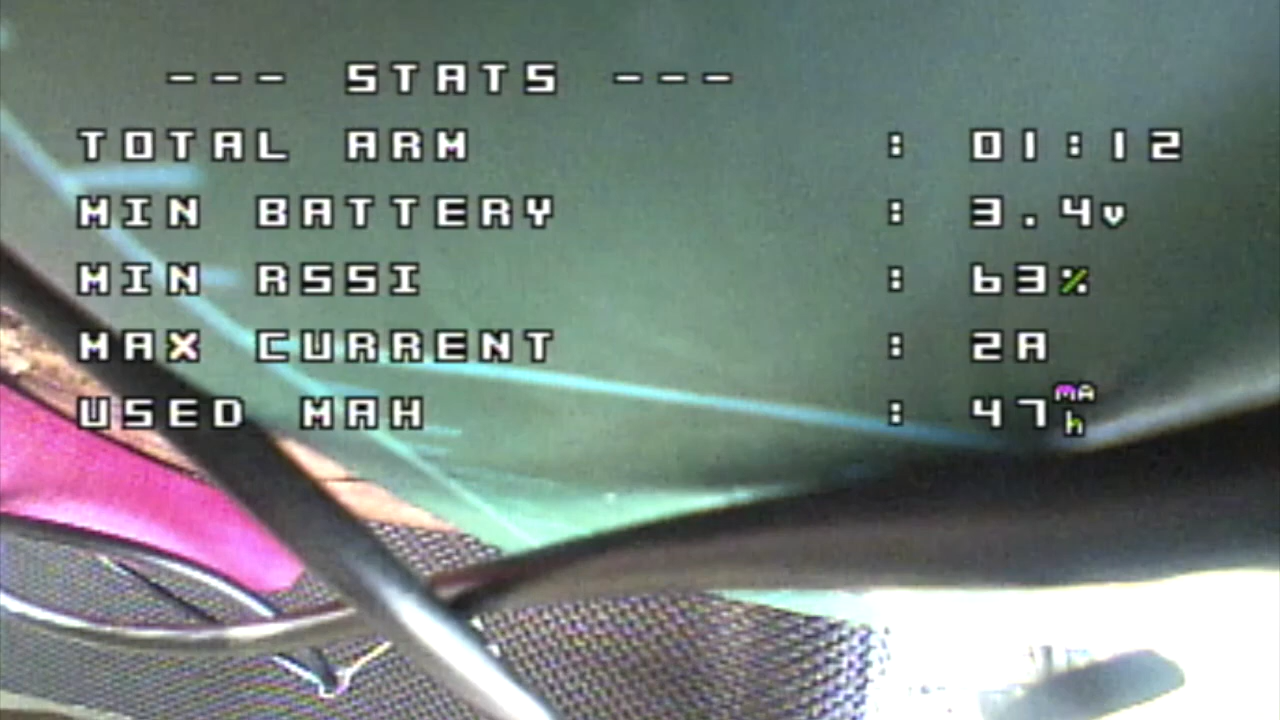 --- STATS ---
TOTAL ARM : 01:12
MIN BATTERY : 3.4v
MIN RSSI : 63%
MAX CURRENT : 2A
USED MAH : 47mAh